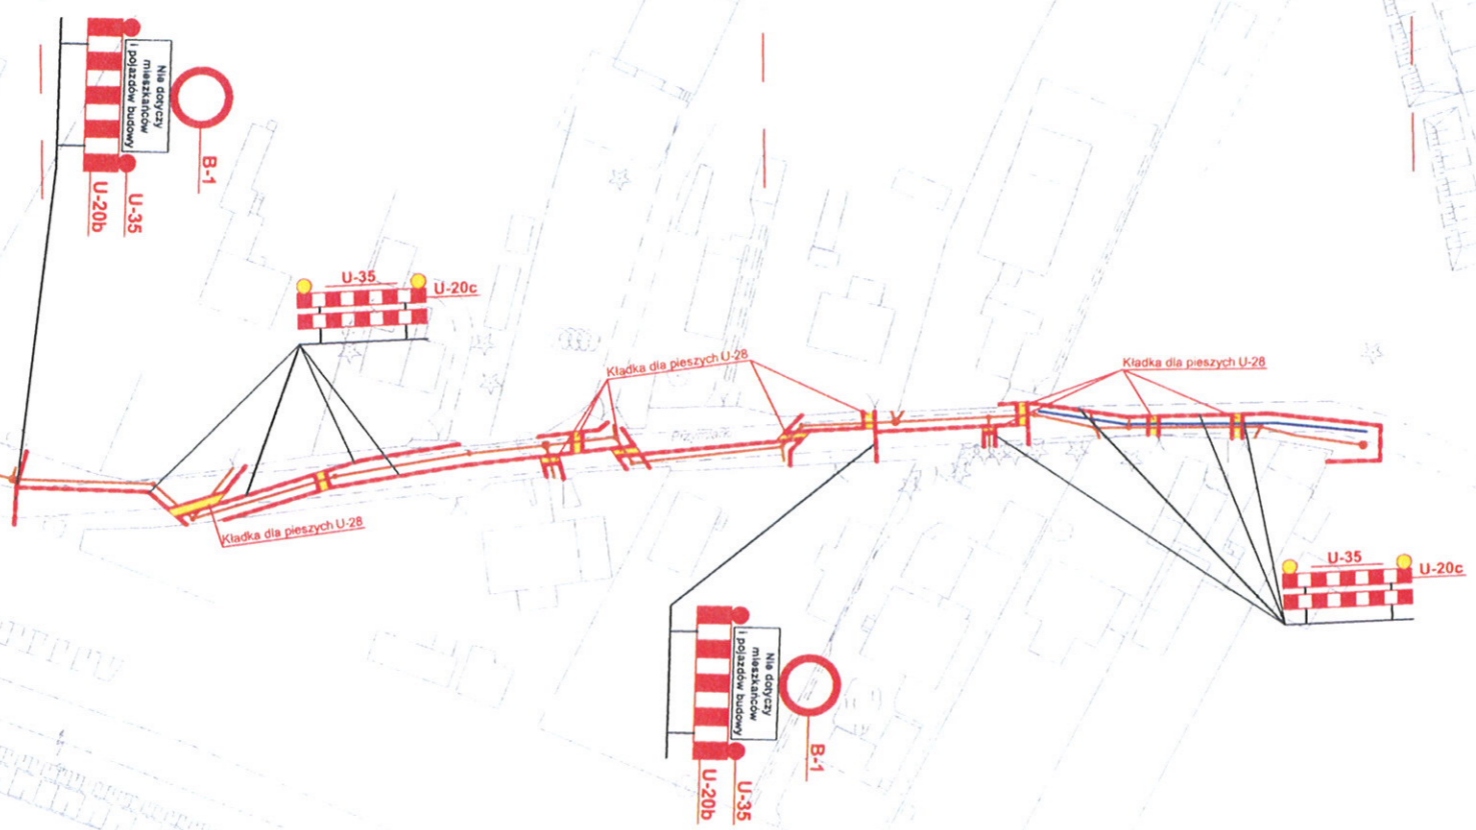 Nie dotyczy
mieszkańców
i pojazdów budowy
B-1
U-35
U-20b
U-35
U-20c
Kładka dla pieszych U-28
Kładka dla pieszych U-28
Kładka dla pieszych U-28
U-35
U-20c
Nie dotyczy
mieszkańców
i pojazdów budowy
B-1
U-35
U-20b